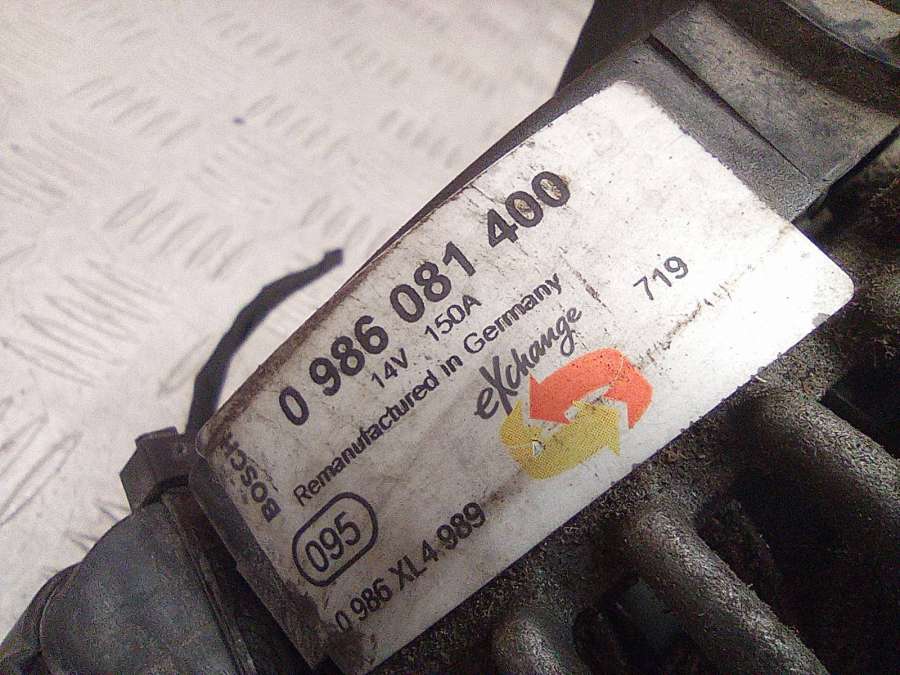 BOSCH
0 986 081 400
14V 150A
Remanufactured in Germany
eXchange
719
095
0 986 XL4 989